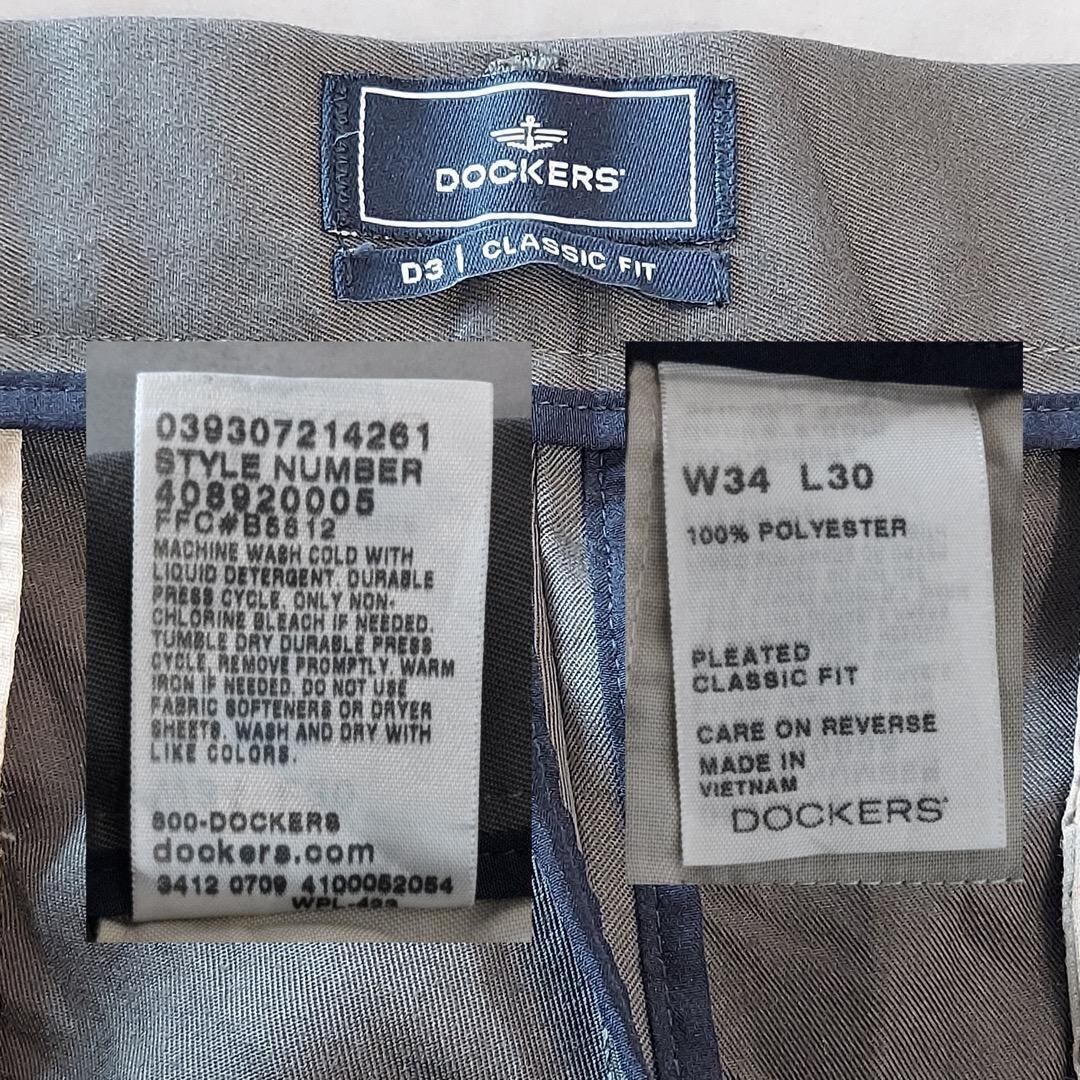 DOCKERS
D3 | CLASSIC FIT
039307214261
STYLE NUMBER
408920005
FFC#B5812
MACHINE WASH COLD WITH
LIQUID DETERGENT. DURABLE
PRESS CYCLE. ONLY NON-
CHLORINE BLEACH IF NEEDED.
TUMBLE DRY DURABLE PRESS
CYCLE, REMOVE PROMPTLY. WARM
IRON IF NEEDED. DO NOT USE
FABRIC SOFTENERS OR DRYER
SHEETS. WASH AND DRY WITH
LIKE COLORS.
800-DOCKERS
dockers.com
3412 0709 4100052054
WPL-423
W34 L30
100% POLYESTER
PLEATED
CLASSIC FIT
CARE ON REVERSE
MADE IN
VIETNAM
DOCKERS